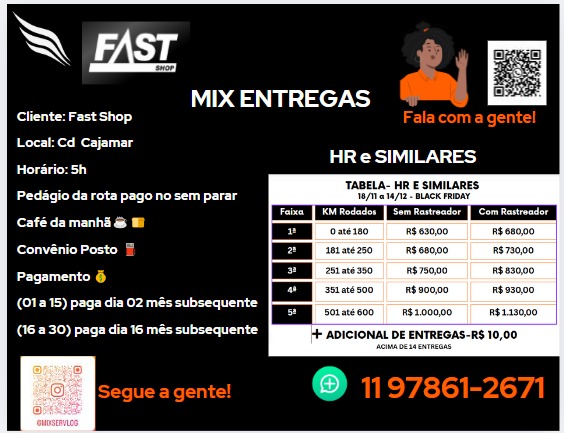 FAST
SHOP
MIX ENTREGAS
Fala com a gente!
Cliente: Fast Shop
Local: Cd Cajamar
Horário: 5h
Pedágio da rota pago no sem parar
Café da manhã☕🍞
Convênio Posto ⛽
Pagamento 💰
(01 a 15) paga dia 02 mês subsequente
(16 a 30) paga dia 16 mês subsequente
HR e SIMILARES
TABELA- HR E SIMILARES
18/11 a 14/12 - BLACK FRIDAY
Faixa KM Rodados Sem Rastreador Com Rastreador
1ª 0 até 180 R$ 630,00 R$ 680,00
2ª 181 até 250 R$ 680,00 R$ 730,00
3ª 251 até 350 R$ 750,00 R$ 830,00
4ª 351 até 500 R$ 900,00 R$ 930,00
5ª 501 até 600 R$ 1.000,00 R$ 1.130,00
+ ADICIONAL DE ENTREGAS-R$ 10,00
ACIMA DE 14 ENTREGAS
@MIXSERVLOG
Segue a gente!
11 97861-2671